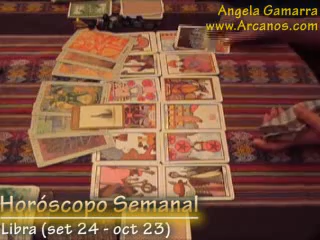 Angela Gamarra
www.Arcanos.com
Horóscopo Semanal
Libra (set 24 - oct 23)